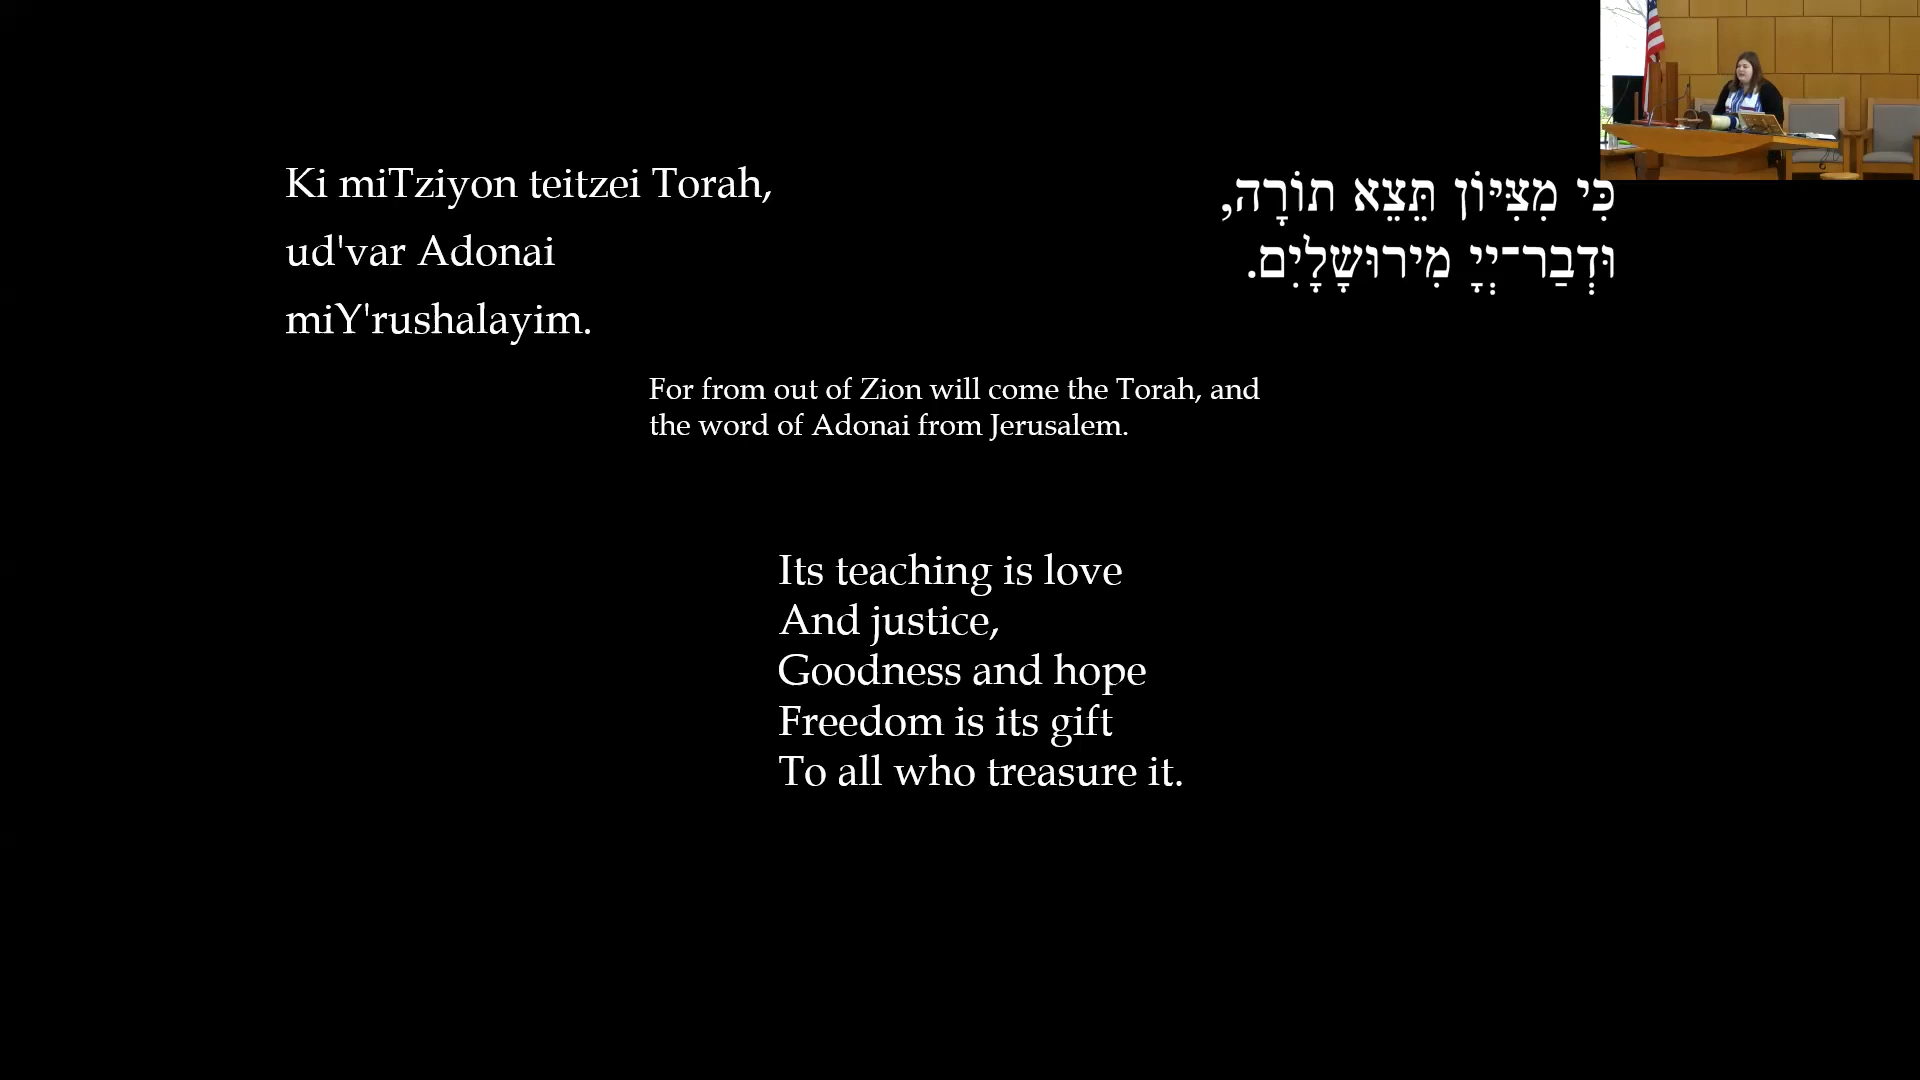 Ki miTziyon teitzei Torah,
ud'var Adonai
miY'rushalayim.
כִּי מִצִּיּוֹן תֵּצֵא תוֹרָה,
וּדְבַר־יְיָ מִירוּשָׁלָיִם.
For from out of Zion will come the Torah, and
the word of Adonai from Jerusalem.
Its teaching is love
And justice,
Goodness and hope
Freedom is its gift
To all who treasure it.